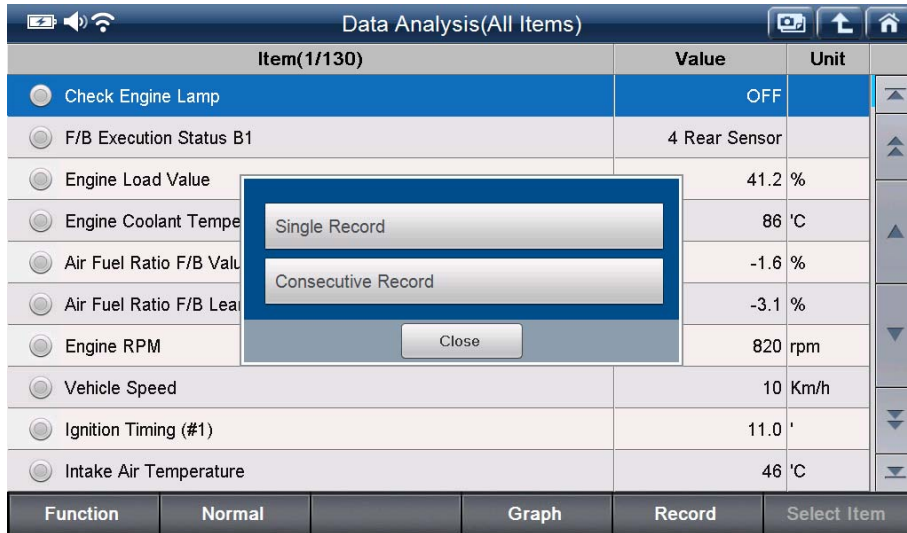 Data Analysis(All Items)
Item(1/130) Value Unit
Check Engine Lamp OFF
F/B Execution Status B1 4 Rear Sensor
Engine Load Value 41.2 %
Engine Coolant Tempe 86 'C
Air Fuel Ratio F/B Valu -1.6 %
Air Fuel Ratio F/B Lear -3.1 %
Engine RPM 820 rpm
Vehicle Speed 10 Km/h
Ignition Timing (#1) 11.0 '
Intake Air Temperature 46 'C
Single Record
Consecutive Record
Close
Function Normal Graph Record Select Item